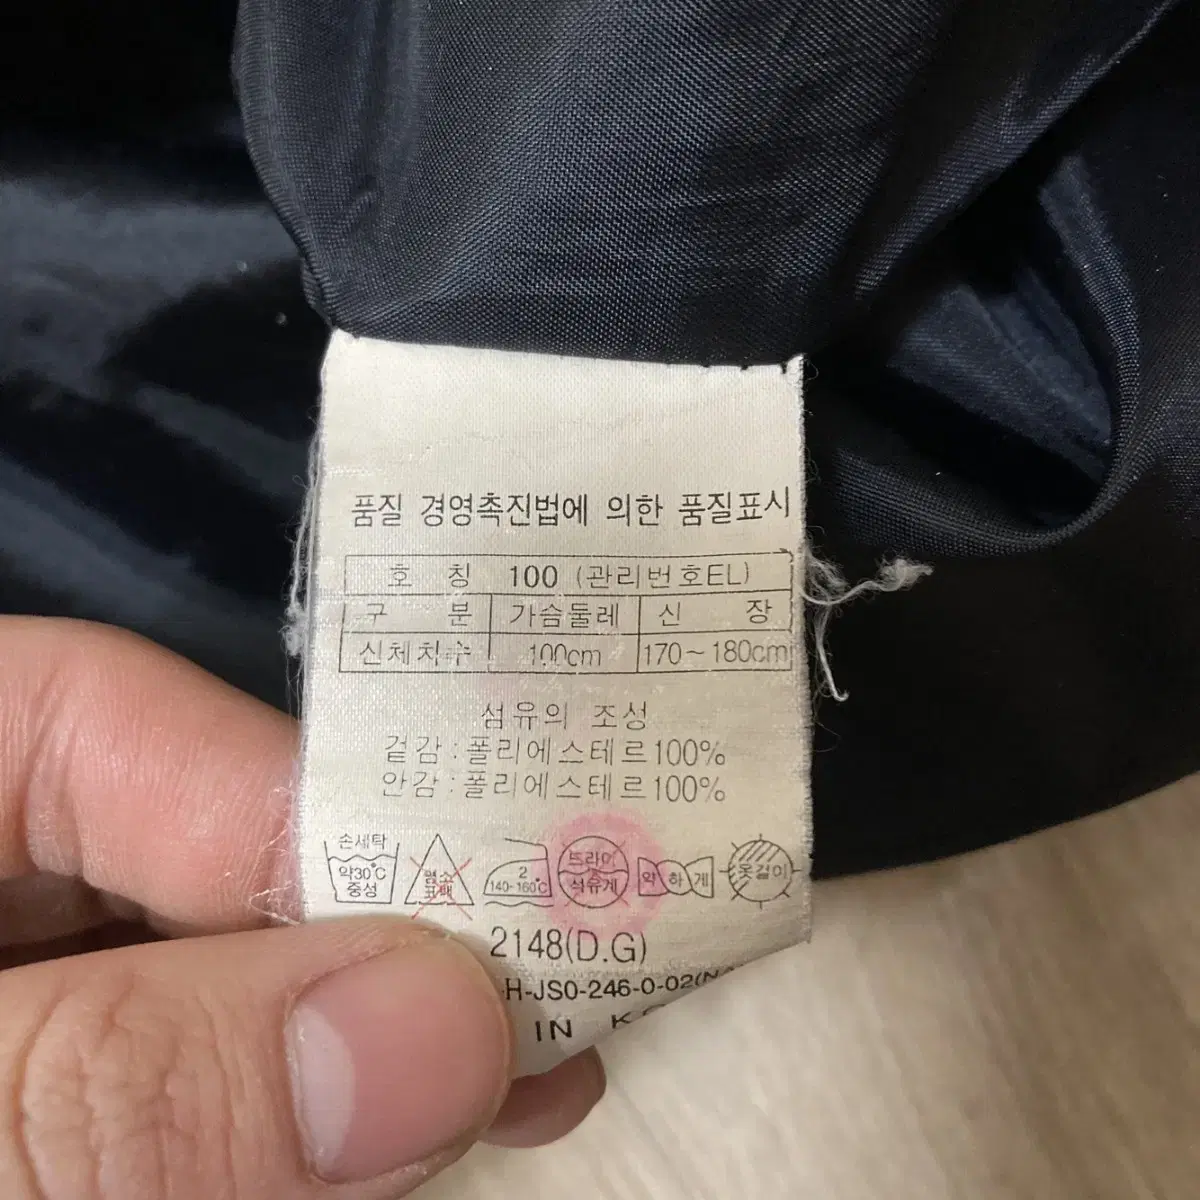 품질 경영촉진법에 의한 품질표시
호 칭 100 (관리번호EL)
구 분 가슴둘레 신 장
신체치수 100cm 170~180cm
섬유의 조성
겉감:폴리에스테르100%
안감:폴리에스테르100%
손세탁
약30℃
중성
염소
표백
2
140~160℃
드라이
석유계
약하게
옷걸이
2148(D.G)
-H-JS0-246-0-02(
IN